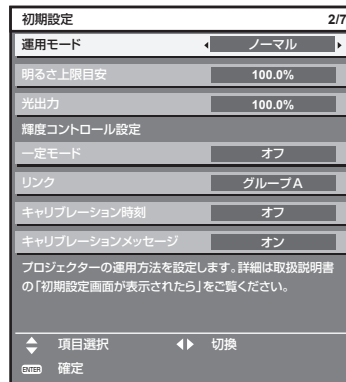 初期設定 2/7
運用モード ノーマル
明るさ上限目安 100.0%
光出力 100.0%
輝度コントロール設定
一定モード オフ
リンク グループA
キャリブレーション時刻 オフ
キャリブレーションメッセージ オン
プロジェクターの運用方法を設定します。詳細は取扱説明書
の「初期設定画面が表示されたら」をご覧ください。
項目選択 切換
ENTER 確定